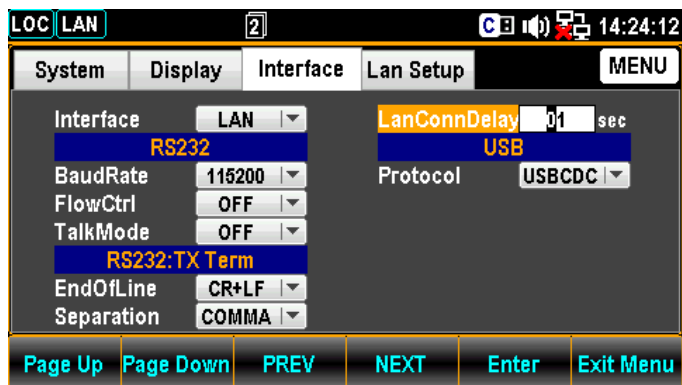 LOC LAN 2 C 14:24:12
System Display Interface Lan Setup MENU
Interface LAN
RS232
BaudRate 115200
FlowCtrl OFF
TalkMode OFF
RS232:TX Term
EndOfLine CR+LF
Separation COMMA
LanConnDelay 01 sec
USB
Protocol USBCDC
Page Up Page Down PREV NEXT Enter Exit Menu